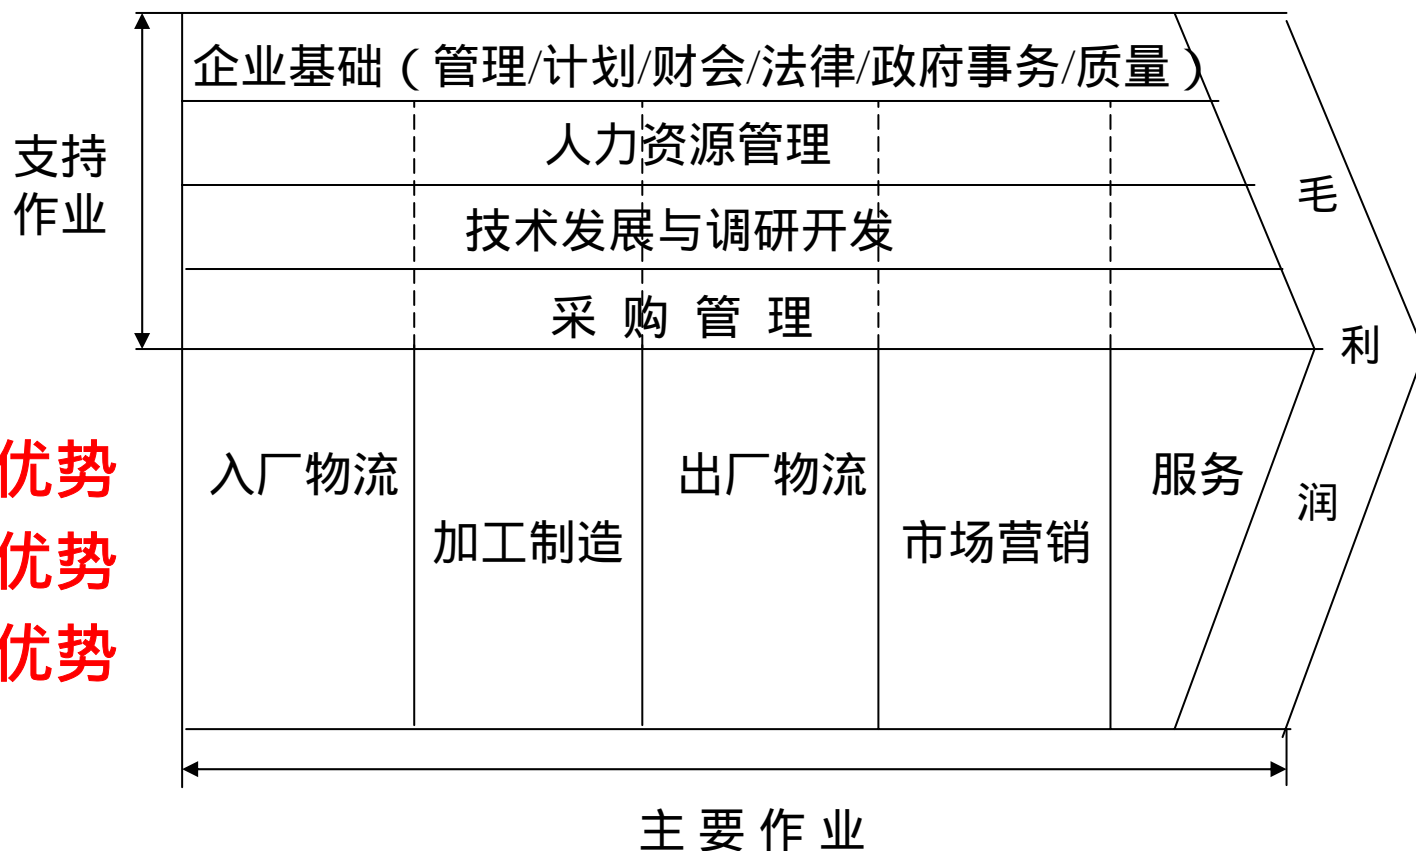 企业基础（管理/计划/财会/法律/政府事务/质量）
人力资源管理
技术发展与调研开发
采购管理
支持
作业
毛
利
润
优势
优势
优势
入厂物流
加工制造
出厂物流
市场营销
服务
主要作业